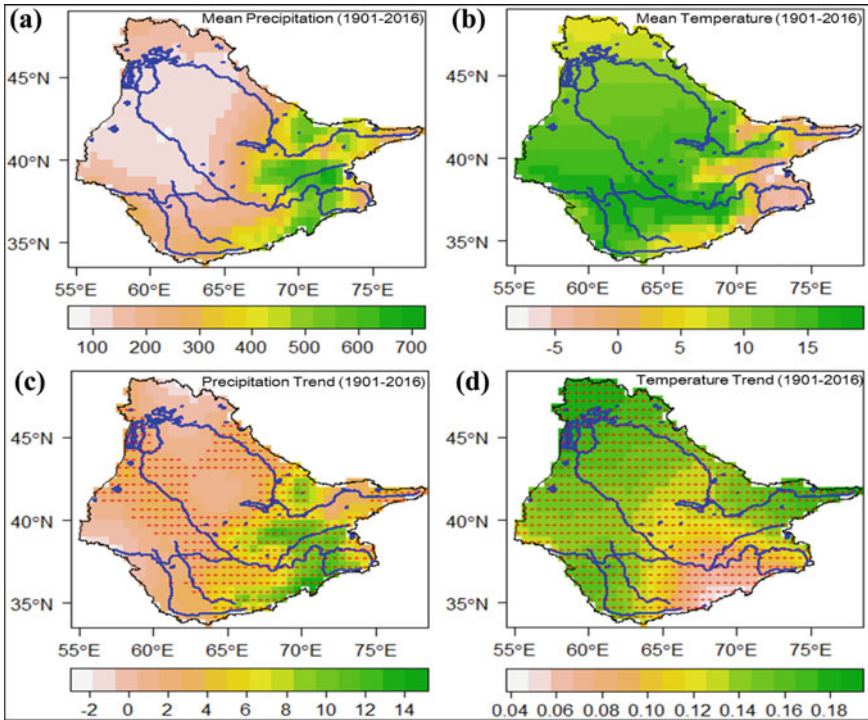 (a)
Mean Precipitation (1901-2016)
45°N
40°N
35°N
55°E 60°E 65°E 70°E 75°E
100 200 300 400 500 600 700
(b)
Mean Temperature (1901-2016)
45°N
40°N
35°N
55°E 60°E 65°E 70°E 75°E
-5 0 5 10 15
(c)
Precipitation Trend (1901-2016)
45°N
40°N
35°N
55°E 60°E 65°E 70°E 75°E
-2 0 2 4 6 8 10 12 14
(d)
Temperature Trend (1901-2016)
45°N
40°N
35°N
55°E 60°E 65°E 70°E 75°E
0.04 0.06 0.08 0.10 0.12 0.14 0.16 0.18